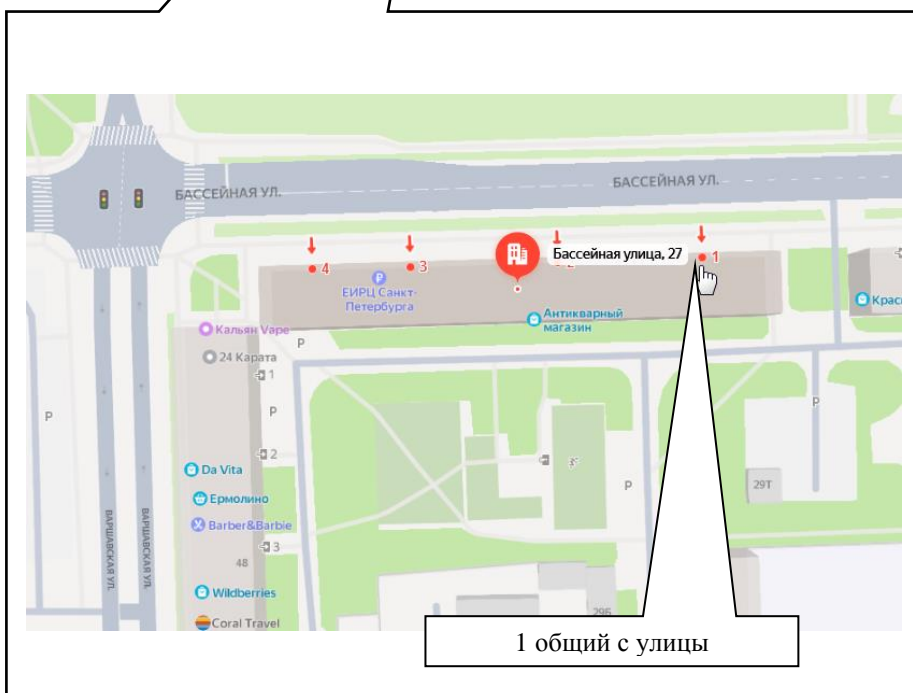 БАССЕЙНАЯ УЛ.
БАССЕЙНАЯ УЛ.
4
3
Бассейная улица, 27
1
ЕИРЦ Санкт-
Петербурга
Антикварный
магазин
Крас
Кальян Vape
P
24 Карата
1
P
P
P
2
Da Vita
P
29Т
Ермолино
Barber&Barbie
ВАРШАВСКАЯ УЛ.
ВАРШАВСКАЯ УЛ.
3
48
Wildberries
29Б
Coral Travel
1 общий с улицы